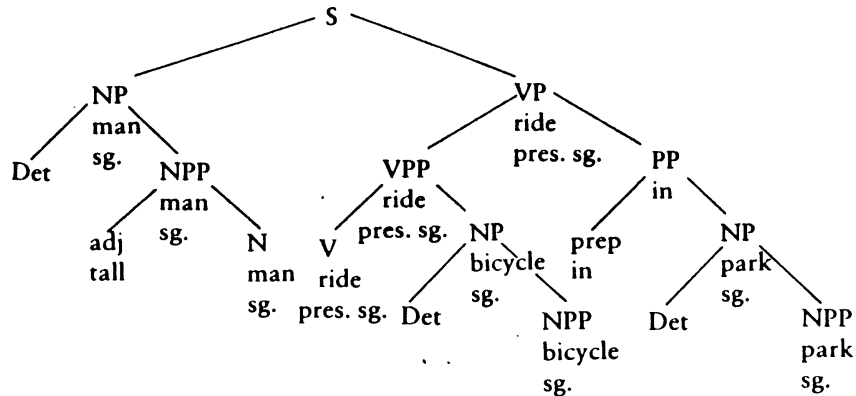 S
NP
man
sg.
VP
ride
pres. sg.
Det
NPP
man
sg.
VPP
ride
pres. sg.
PP
in
adj
tall
N
man
sg.
V
ride
pres. sg.
NP
bicycle
sg.
prep
in
NP
park
sg.
Det
NPP
bicycle
sg.
Det
NPP
park
sg.